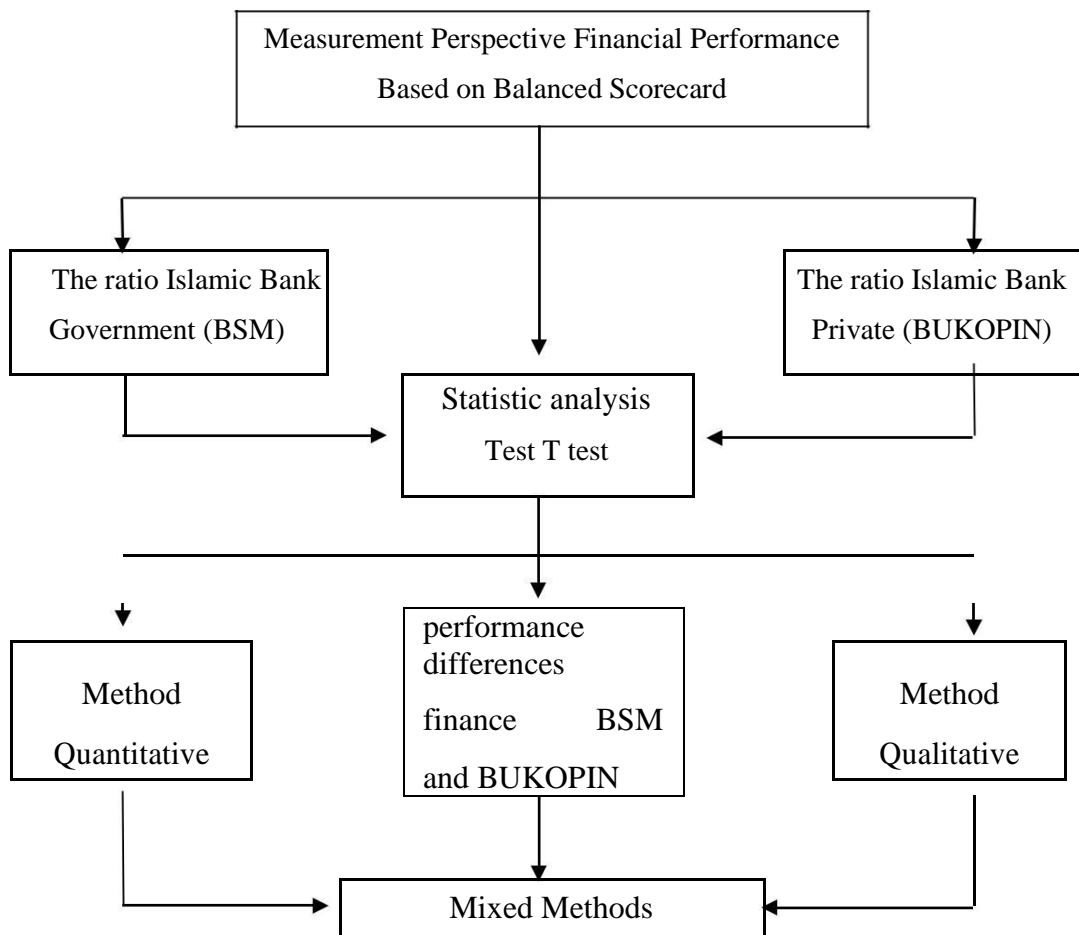 Measurement Perspective Financial Performance
Based on Balanced Scorecard
The ratio Islamic Bank
Government (BSM)
The ratio Islamic Bank
Private (BUKOPIN)
Statistic analysis
Test T test
Method
Quantitative
performance
differences
finance BSM
and BUKOPIN
Method
Qualitative
Mixed Methods